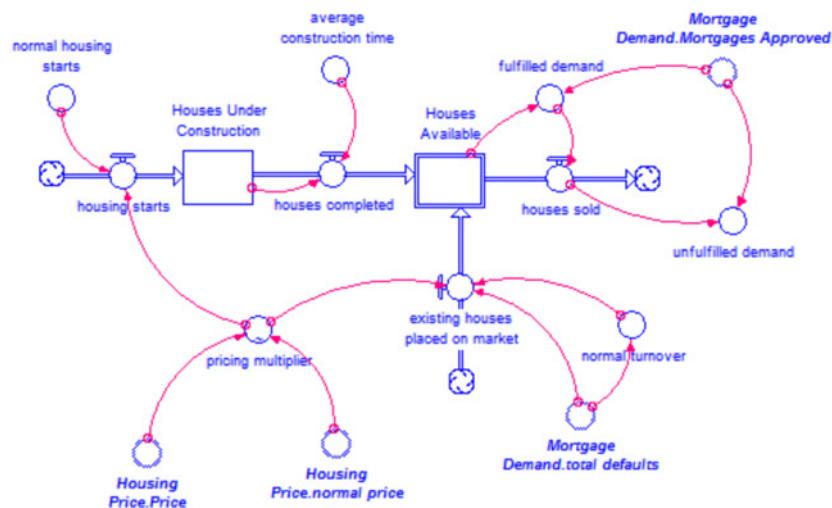 average
construction time
Mortgage
Demand.Mortgages Approved
normal housing
starts
fulfilled demand
Houses Under
Construction
Houses
Available
housing starts
houses completed
houses sold
unfulfilled demand
existing houses
placed on market
pricing multiplier
normal turnover
Housing
Price.Price
Housing
Price.normal price
Mortgage
Demand.total defaults